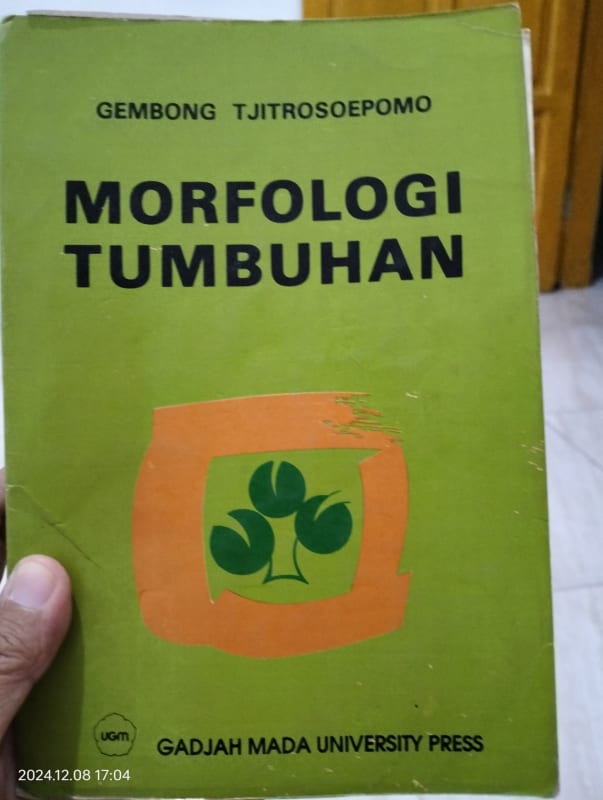 GEMBONG TJITROSOEPOMO
MORFOLOGI
TUMBUHAN
UGM
GADJAH MADA UNIVERSITY PRESS
2024.12.08 17:04